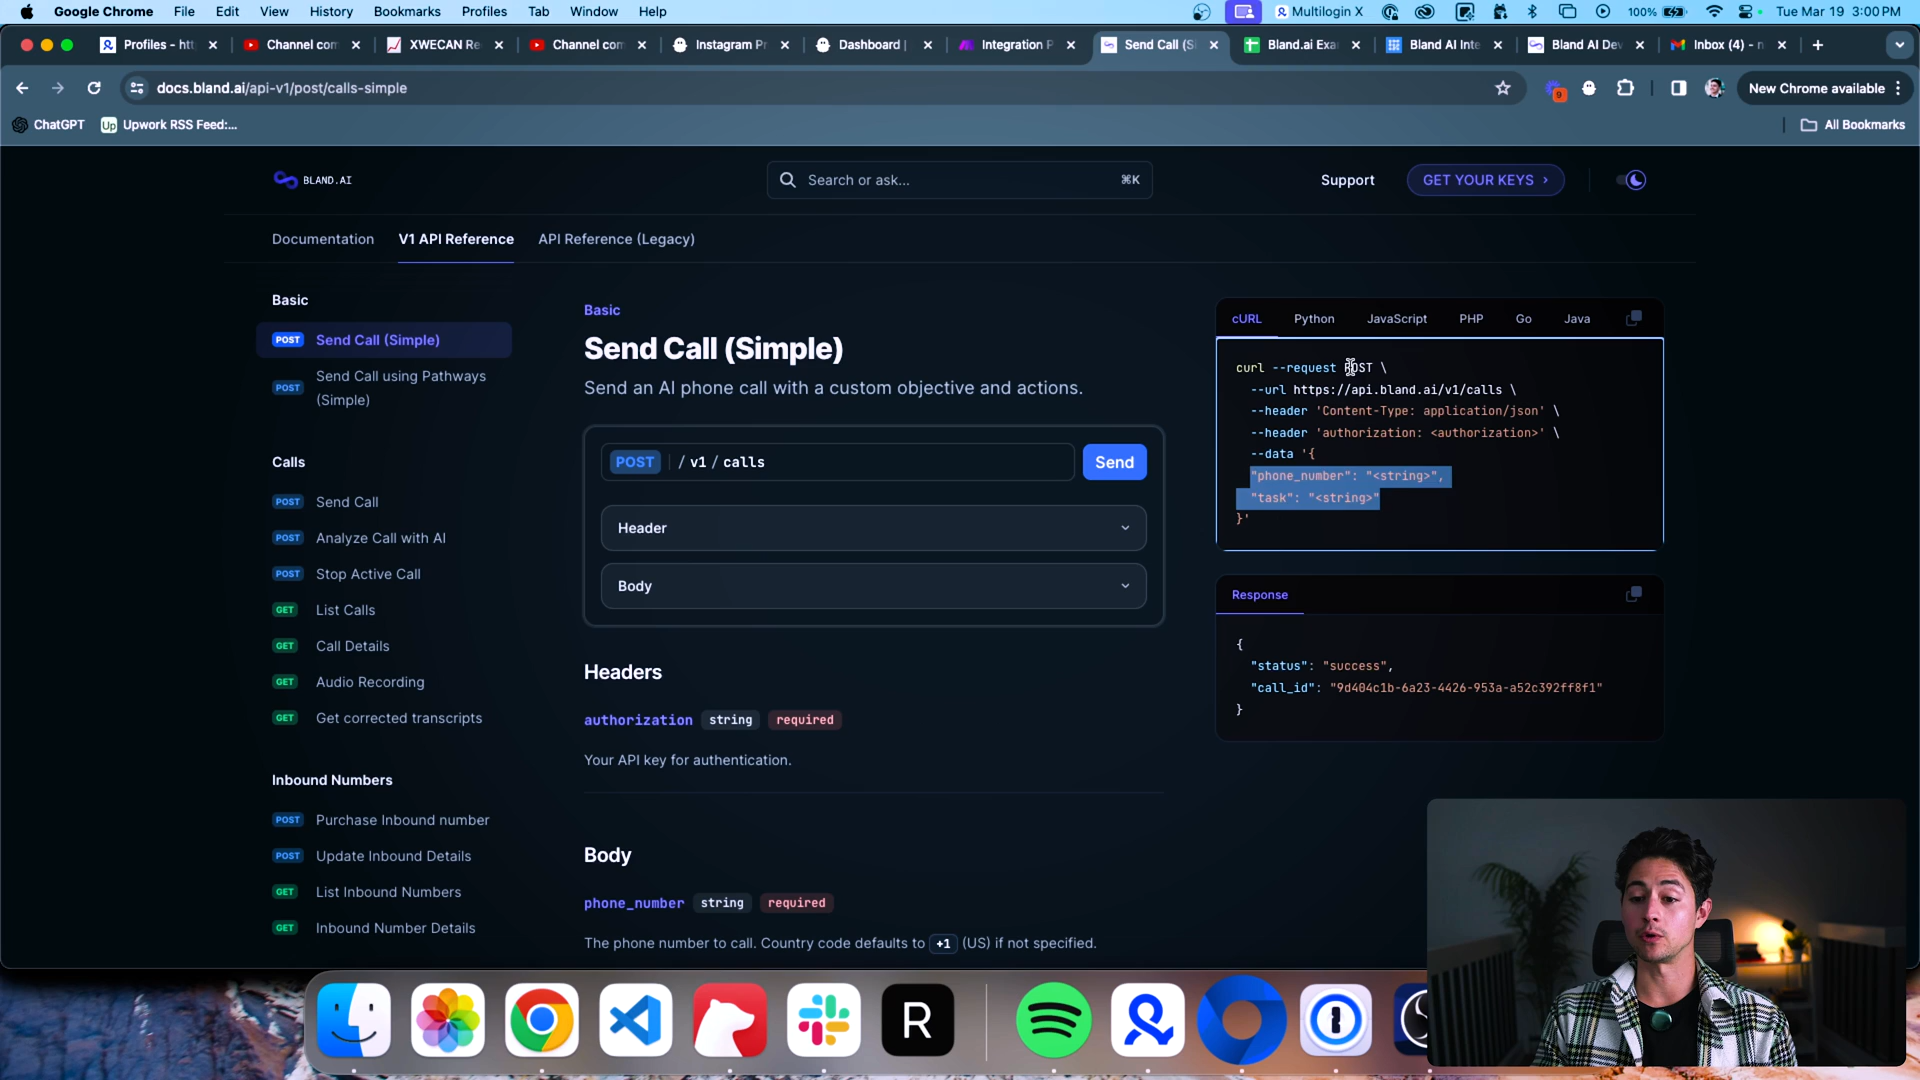 Google Chrome File Edit View History Bookmarks Profiles Tab Window Help Multilogin X 100% Tue Mar 19 3:00 PM
Profiles - htt Channel com XWECAN Re Channel com Instagram Pr Dashboard | Integration P Send Call (Si Bland.ai Exa Bland AI Inte Bland AI Dev Inbox (4) - n
docs.bland.ai/api-v1/post/calls-simple 9 New Chrome available
ChatGPT Up Upwork RSS Feed:... All Bookmarks
BLAND.AI Search or ask... ⌘K Support GET YOUR KEYS ›
Documentation V1 API Reference API Reference (Legacy)
Basic
POST Send Call (Simple)
POST Send Call using Pathways
(Simple)
Calls
POST Send Call
POST Analyze Call with AI
POST Stop Active Call
GET List Calls
GET Call Details
GET Audio Recording
GET Get corrected transcripts
Inbound Numbers
POST Purchase Inbound number
POST Update Inbound Details
GET List Inbound Numbers
GET Inbound Number Details
Basic
Send Call (Simple)
Send an AI phone call with a custom objective and actions.
POST / v1 / calls Send
Header
Body
Headers
authorization string required
Your API key for authentication.
Body
phone_number string required
The phone number to call. Country code defaults to +1 (US) if not specified.
cURL Python JavaScript PHP Go Java
curl --request POST \
--url https://api.bland.ai/v1/calls \
--header 'Content-Type: application/json' \
--header 'authorization: <authorization>' \
--data '{
"phone_number": "<string>",
"task": "<string>"
}'
Response
{
"status": "success",
"call_id": "9d404c1b-6a23-4426-953a-a52c392ff8f1"
}
R